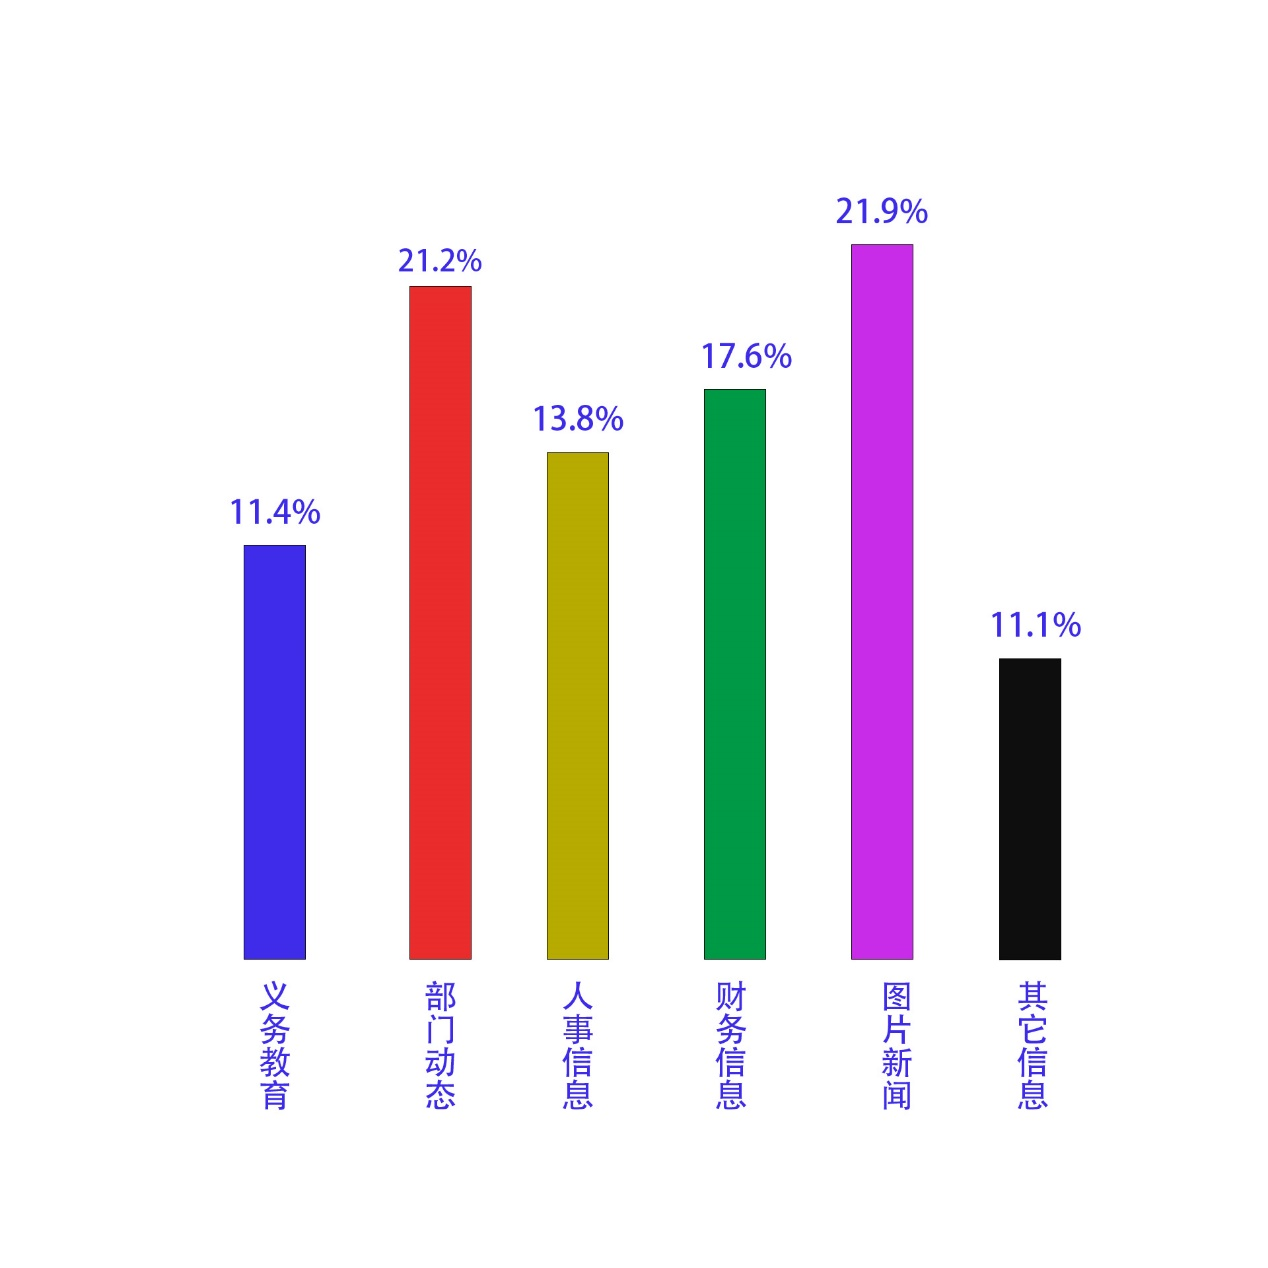 21.9%
21.2%
17.6%
13.8%
11.4%
11.1%
义务教育
部门动态
人事信息
财务信息
图片新闻
其它信息